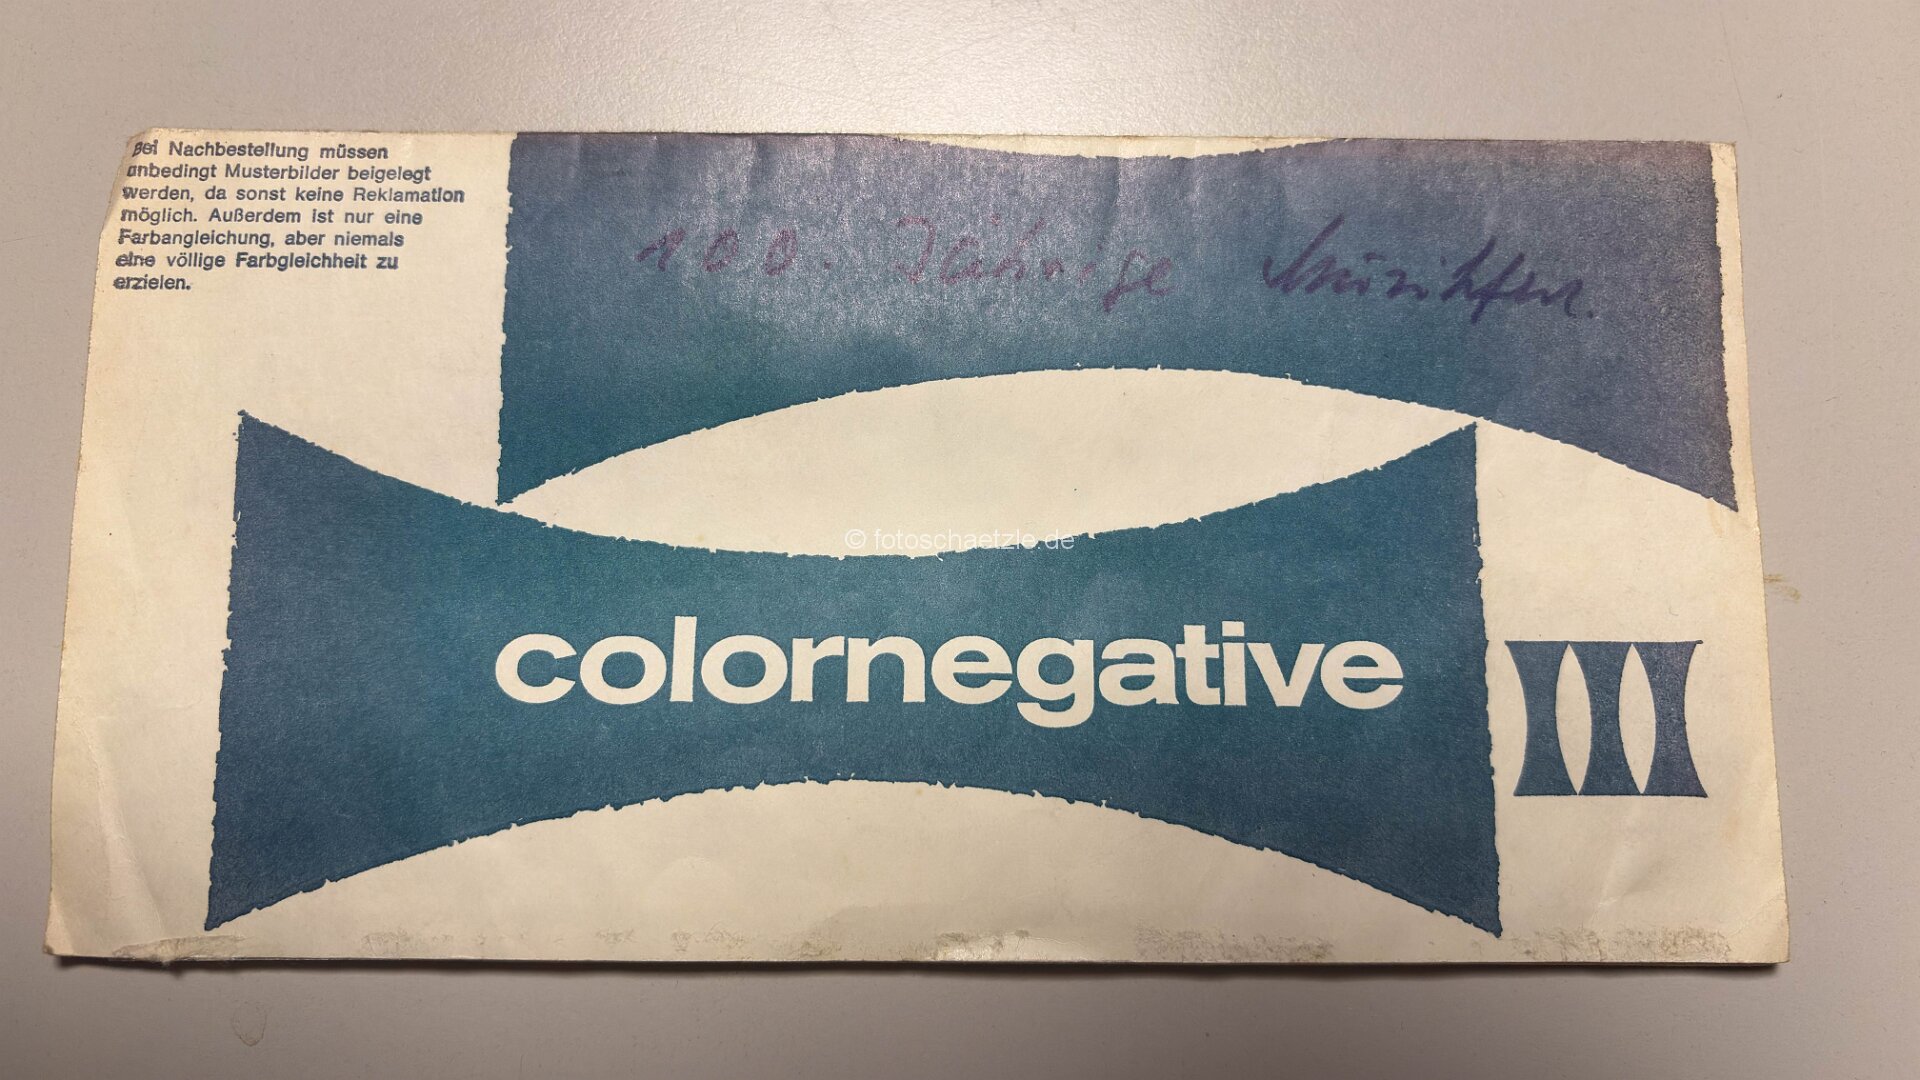 Bei Nachbestellung müssen
unbedingt Musterbilder beigelegt
werden, da sonst keine Reklamation
möglich. Außerdem ist nur eine
Farbangleichung, aber niemals
eine völlige Farbgleichheit zu
erzielen.
100. Jährige
© fotoschaetzle.de
colornegative